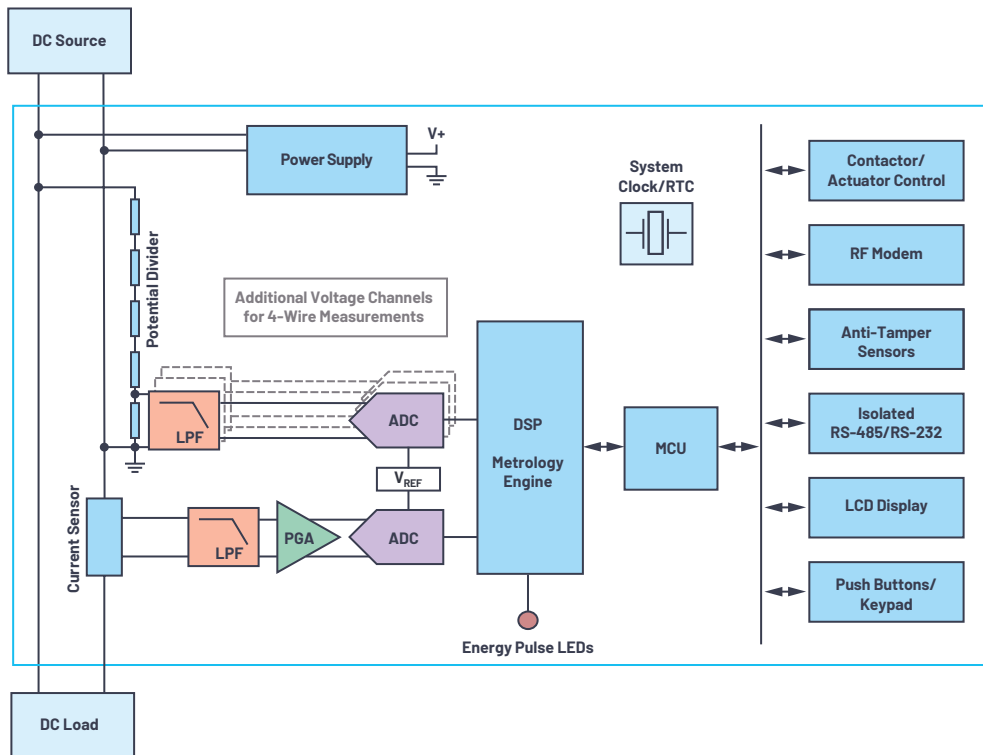 DC Source
Power Supply
V+
System
Clock/RTC
Contactor/
Actuator Control
RF Modem
Anti-Tamper
Sensors
Isolated
RS-485/RS-232
LCD Display
Push Buttons/
Keypad
Potential Divider
Additional Voltage Channels
for 4-Wire Measurements
LPF
ADC
DSP
Metrology
Engine
MCU
VREF
Current Sensor
LPF
PGA
ADC
Energy Pulse LEDs
DC Load